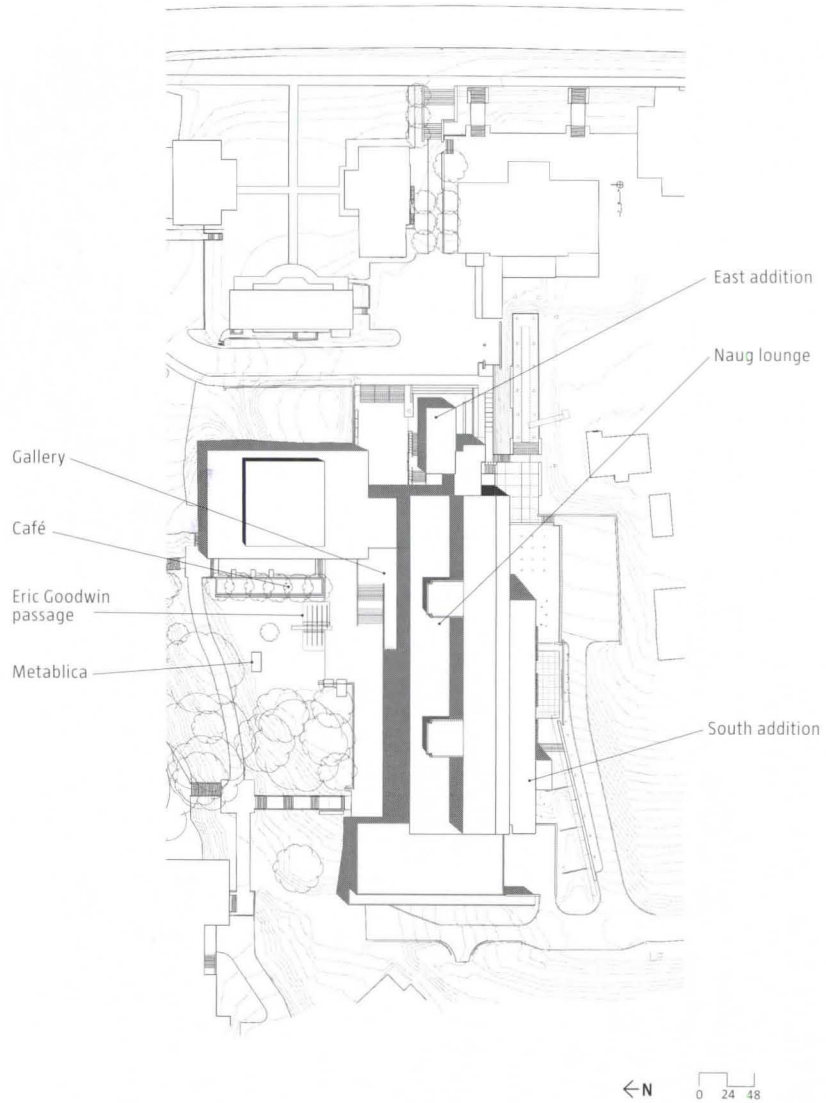 East addition
Naug lounge
Gallery
Café
Eric Goodwin
passage
Metablica
South addition
N
0 24 48